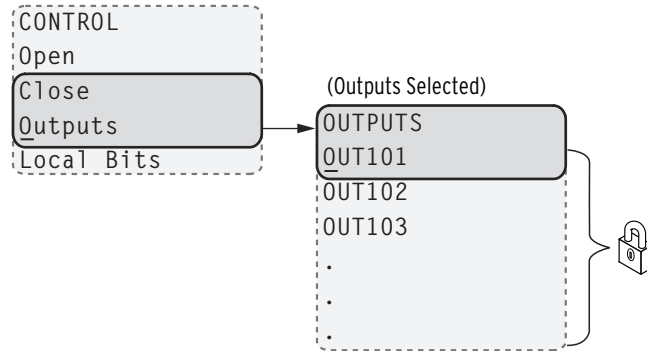 CONTROL
Open
Close
Outputs
Local Bits
(Outputs Selected)
OUTPUTS
OUT101
OUT102
OUT103
.
.
.